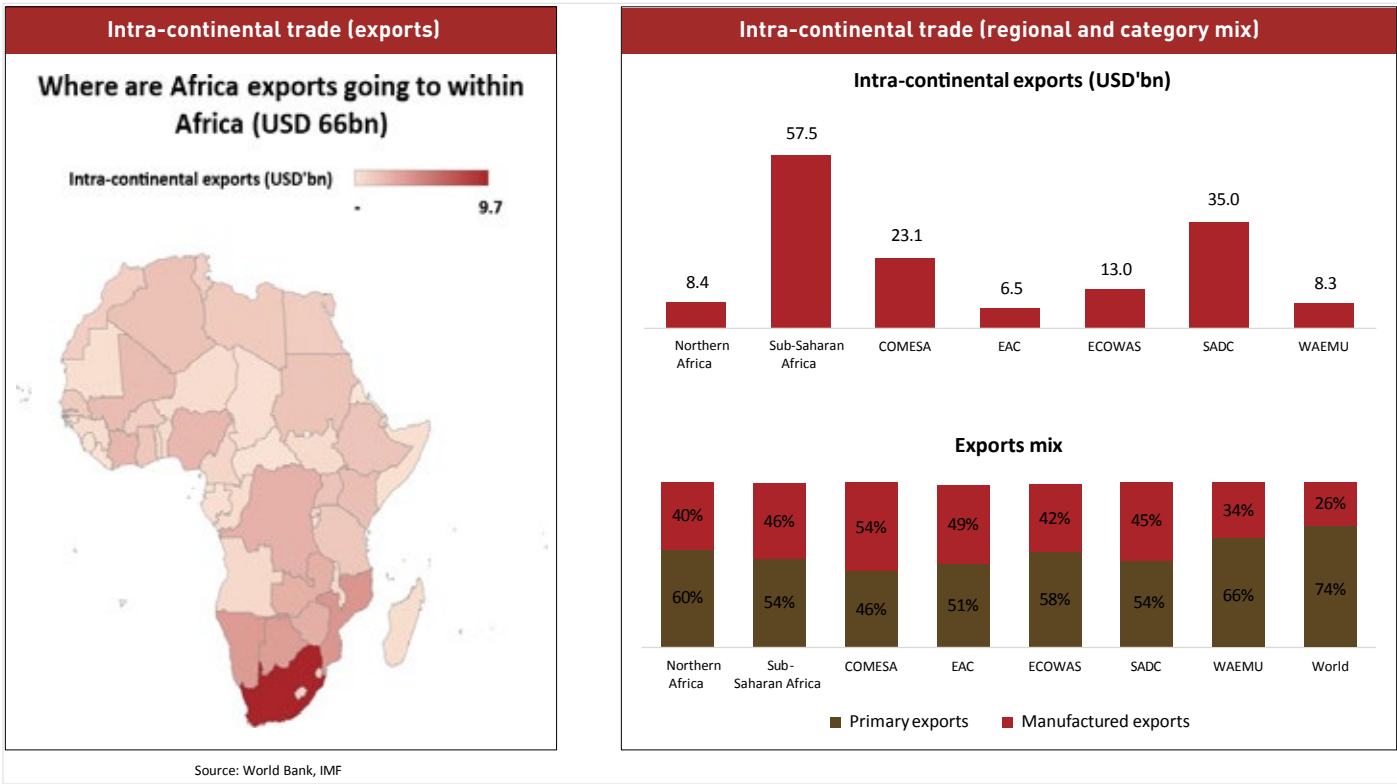 Intra-continental trade (exports)
Where are Africa exports going to within
Africa (USD 66bn)
Intra-continental exports (USD'bn)
-
9.7
Source: World Bank, IMF
Intra-continental trade (regional and category mix)
Intra-continental exports (USD'bn)
8.4
57.5
23.1
6.5
13.0
35.0
8.3
Northern
Africa
Sub-Saharan
Africa
COMESA
EAC
ECOWAS
SADC
WAEMU
Exports mix
40%
46%
54%
49%
42%
45%
34%
26%
60%
54%
46%
51%
58%
54%
66%
74%
Northern
Africa
Sub-
Saharan Africa
COMESA
EAC
ECOWAS
SADC
WAEMU
World
Primary exports
Manufactured exports